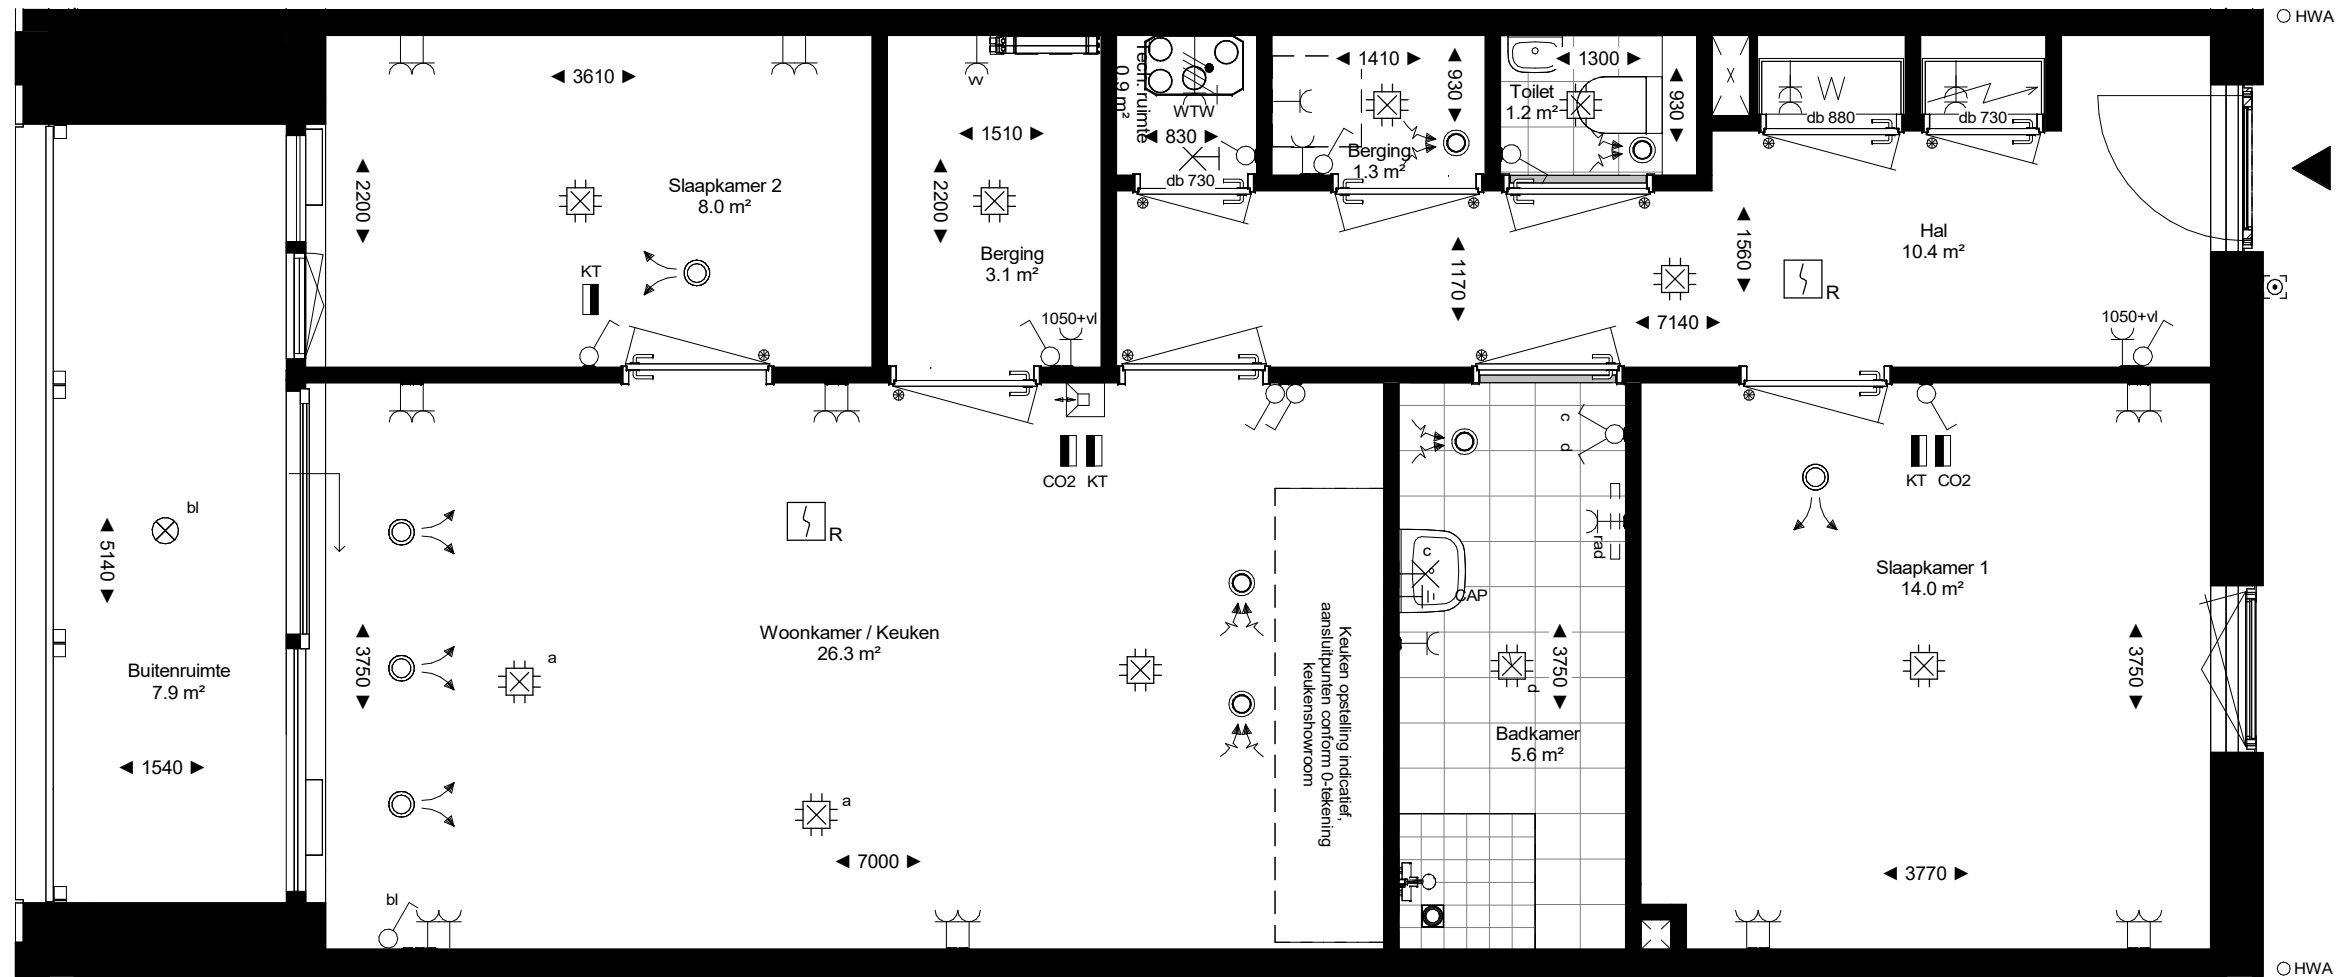 HWA
3610
1510
Tech. ruimte
0.9 m²
WTW
830
db 730
1410
930
Berging
1.3 m²
1300
Toilet
1.2 m²
930
X
W
db 880
db 730
2200
Slaapkamer 2
8.0 m²
KT
2200
Berging
3.1 m²
1050+vl
1170
1560
7140
R
Hal
10.4 m²
1050+vl
CO2 KT
R
bl
5140
Buitenruimte
7.9 m²
1540
3750
a
a
Woonkamer / Keuken
26.3 m²
7000
bl
Keuken opstelling indicatief,
aansluitpunten conform 0-tekening
keukenshowroom
c
d
rad
c
CAP
d
3750
Badkamer
5.6 m²
KT CO2
Slaapkamer 1
14.0 m²
3750
3770
HWA